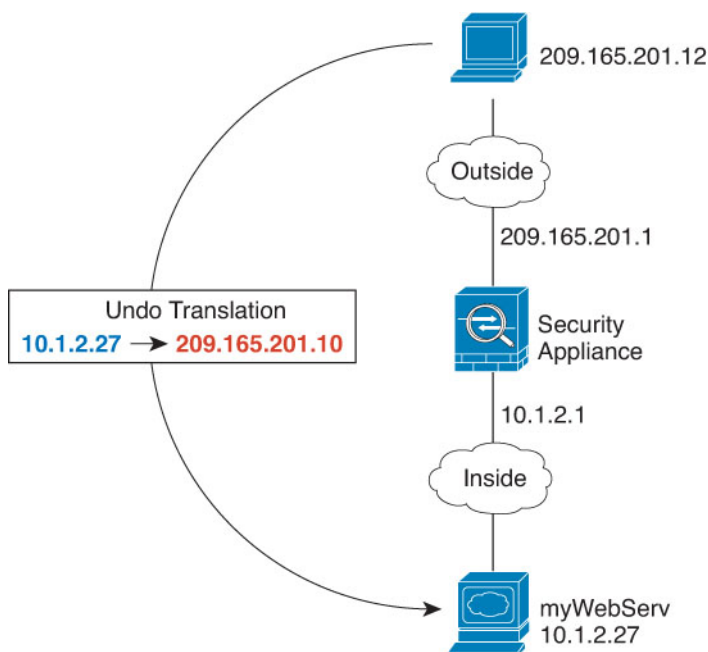 209.165.201.12
Outside
209.165.201.1
Undo Translation
10.1.2.27 → 209.165.201.10
Security
Appliance
10.1.2.1
Inside
myWebServ
10.1.2.27